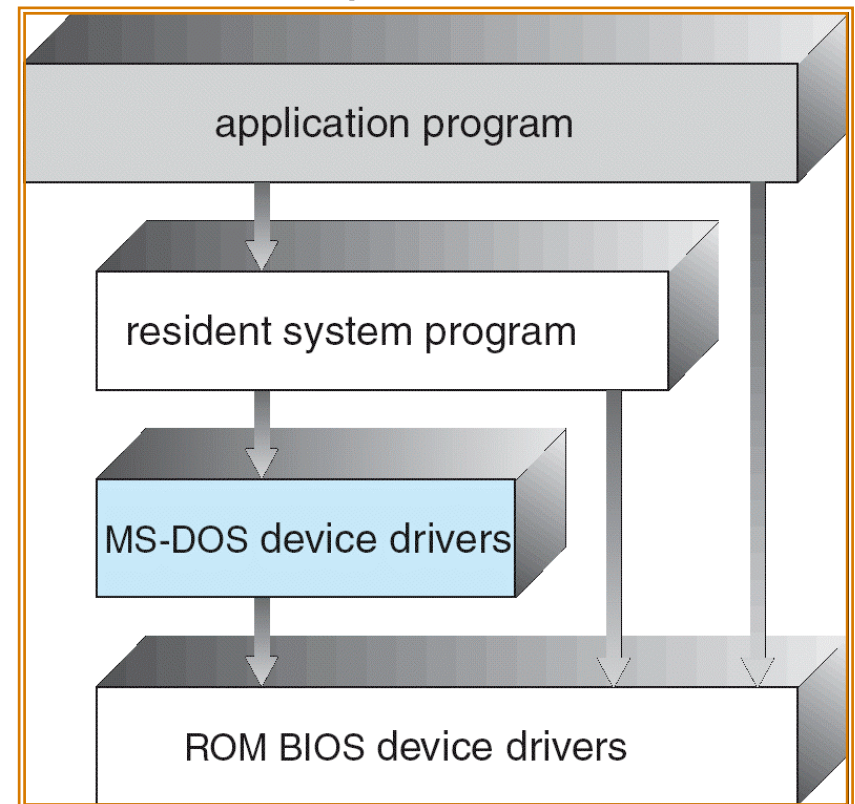 application program
resident system program
MS-DOS device drivers
ROM BIOS device drivers